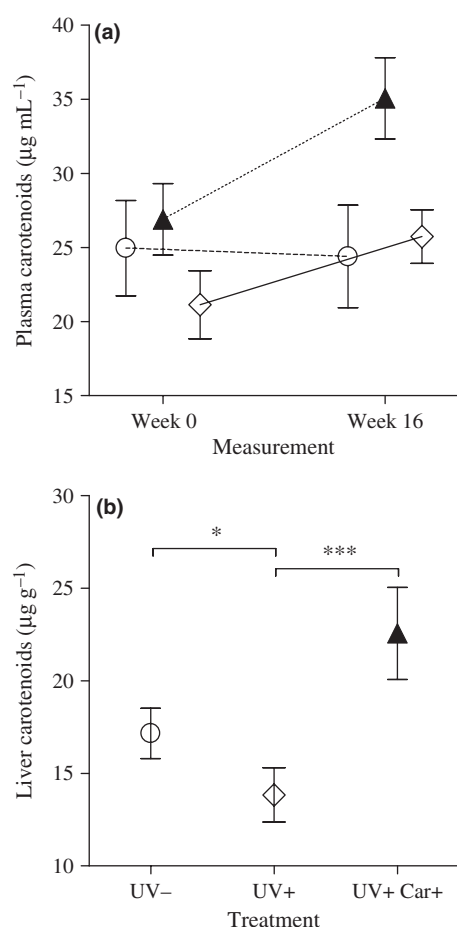 (a)
Plasma carotenoids (µg mL⁻¹)
40
35
30
25
20
15
Week 0
Week 16
Measurement
(b)
Liver carotenoids (µg g⁻¹)
30
25
20
15
10
*
***
UV–
UV+
UV+ Car+
Treatment